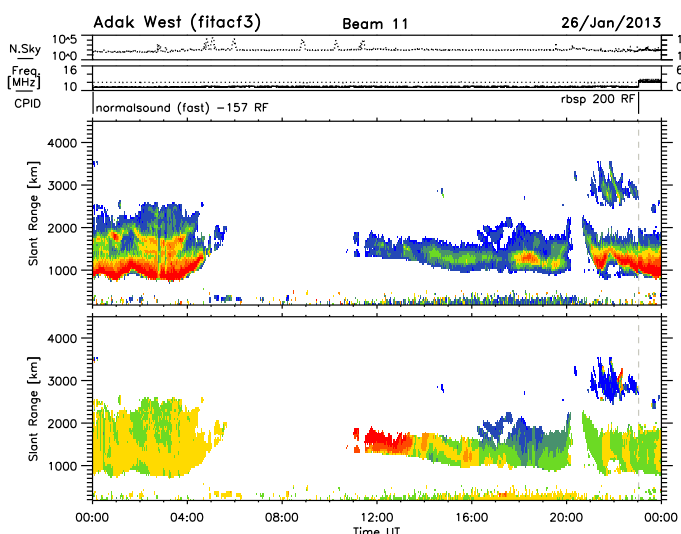 Adak West (fitacf3) Beam 11 26/Jan/2013
N.Sky 10^5 10^0
Freq. [MHz] 16 10
CPID normalsound (fast) -157 RF rbsp 200 RF
Slant Range [km] 4000 3000 2000 1000
Slant Range [km] 4000 3000 2000 1000
00:00 04:00 08:00 12:00 16:00 20:00 00:00
Time UT